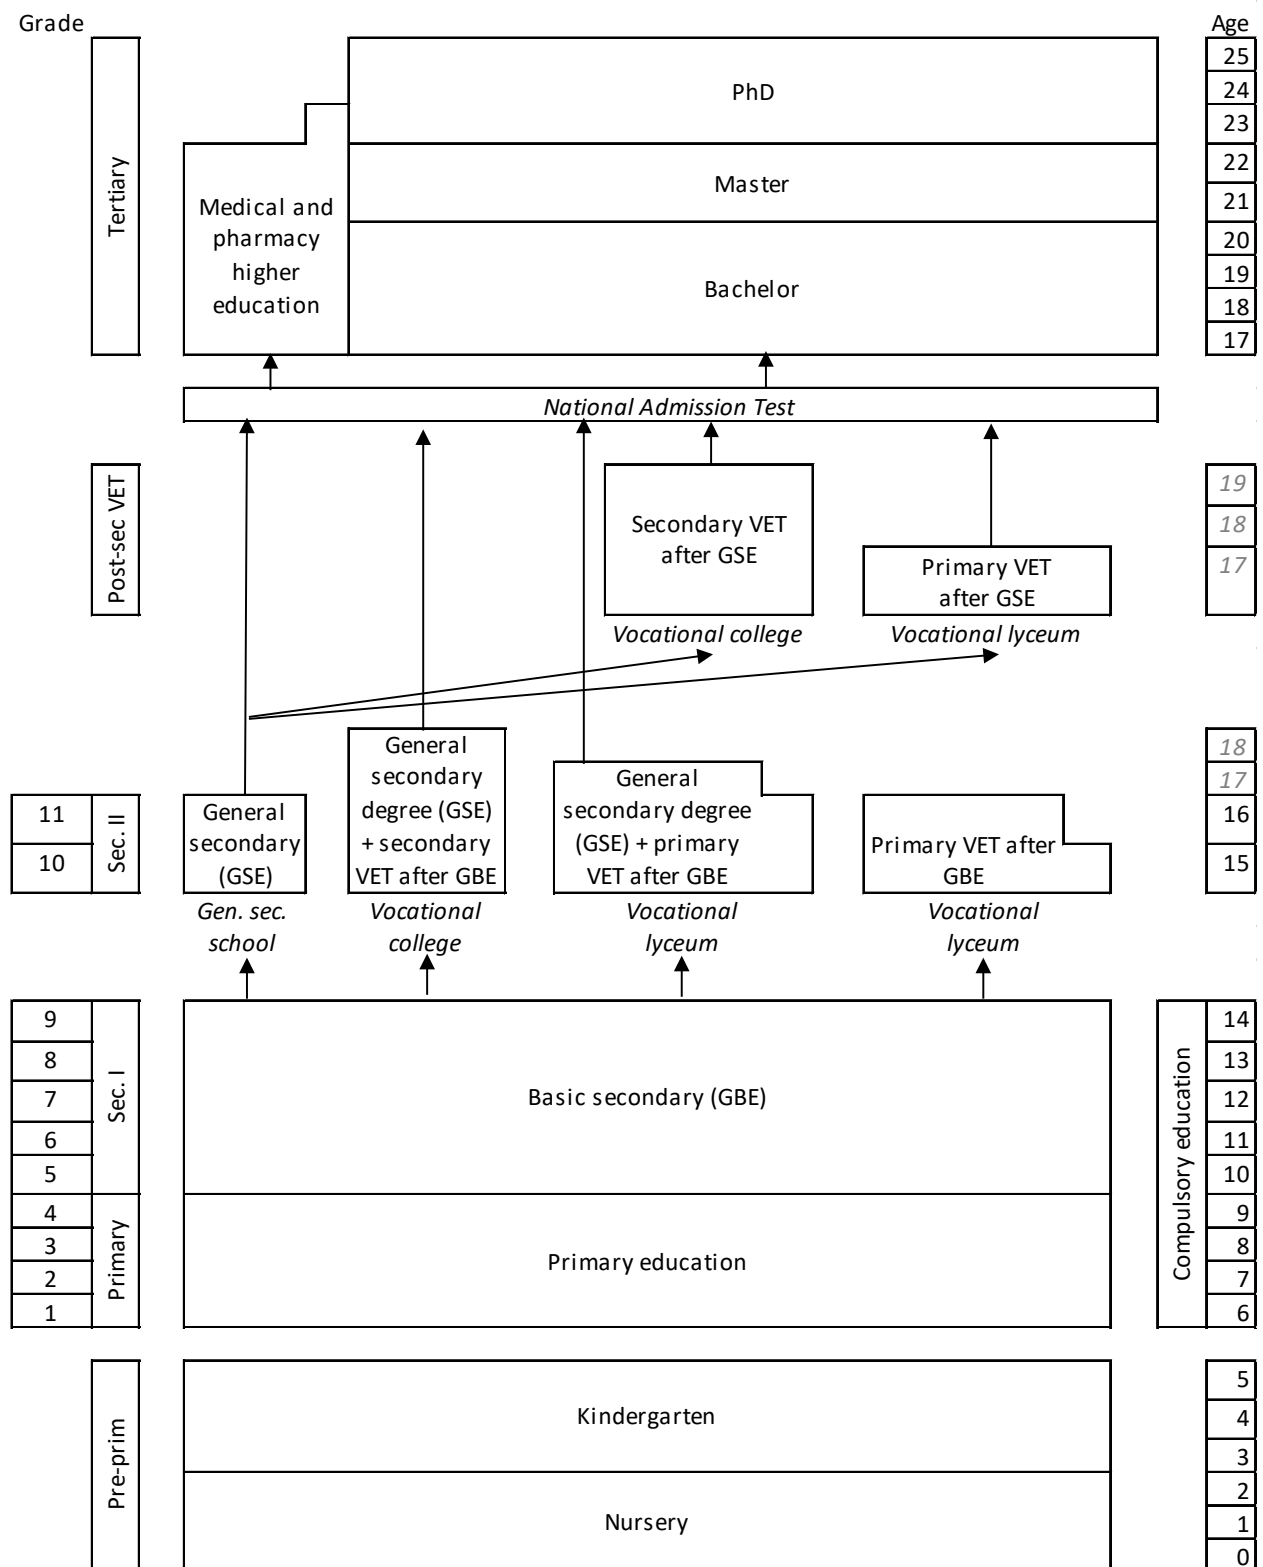 Grade
Age
Tertiary
PhD
Master
Bachelor
Medical and
pharmacy
higher
education
25
24
23
22
21
20
19
18
17
National Admission Test
Post-sec VET
Secondary VET
after GSE
Vocational college
Primary VET
after GSE
Vocational lyceum
19
18
17
11
10
Sec. II
General
secondary
(GSE)
Gen. sec.
school
General
secondary
degree (GSE)
+ secondary
VET after GBE
Vocational
college
General
secondary degree
(GSE) + primary
VET after GBE
Vocational
lyceum
Primary VET after
GBE
Vocational
lyceum
18
17
16
15
9
8
7
6
5
4
3
2
1
Sec. I
Primary
Basic secondary (GBE)
Primary education
Compulsory education
14
13
12
11
10
9
8
7
6
Pre-prim
Kindergarten
Nursery
5
4
3
2
1
0